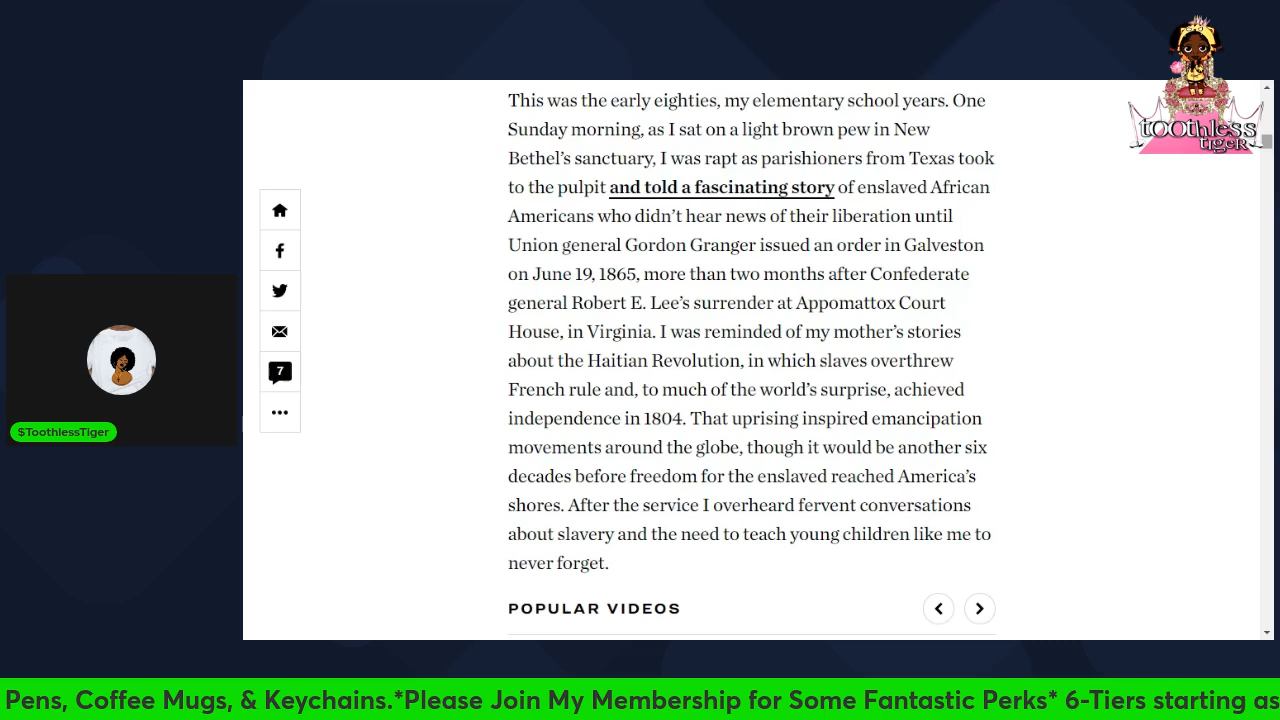 This was the early eighties, my elementary school years. One
Sunday morning, as I sat on a light brown pew in New
Bethel’s sanctuary, I was rapt as parishioners from Texas took
to the pulpit and told a fascinating story of enslaved African
Americans who didn’t hear news of their liberation until
Union general Gordon Granger issued an order in Galveston
on June 19, 1865, more than two months after Confederate
general Robert E. Lee’s surrender at Appomattox Court
House, in Virginia. I was reminded of my mother’s stories
about the Haitian Revolution, in which slaves overthrew
French rule and, to much of the world’s surprise, achieved
independence in 1804. That uprising inspired emancipation
movements around the globe, though it would be another six
decades before freedom for the enslaved reached America’s
shores. After the service I overheard fervent conversations
about slavery and the need to teach young children like me to
never forget.
POPULAR VIDEOS
7
$ToothlessTiger
toothless
tiger
Pens, Coffee Mugs, & Keychains.*Please Join My Membership for Some Fantastic Perks* 6-Tiers starting as